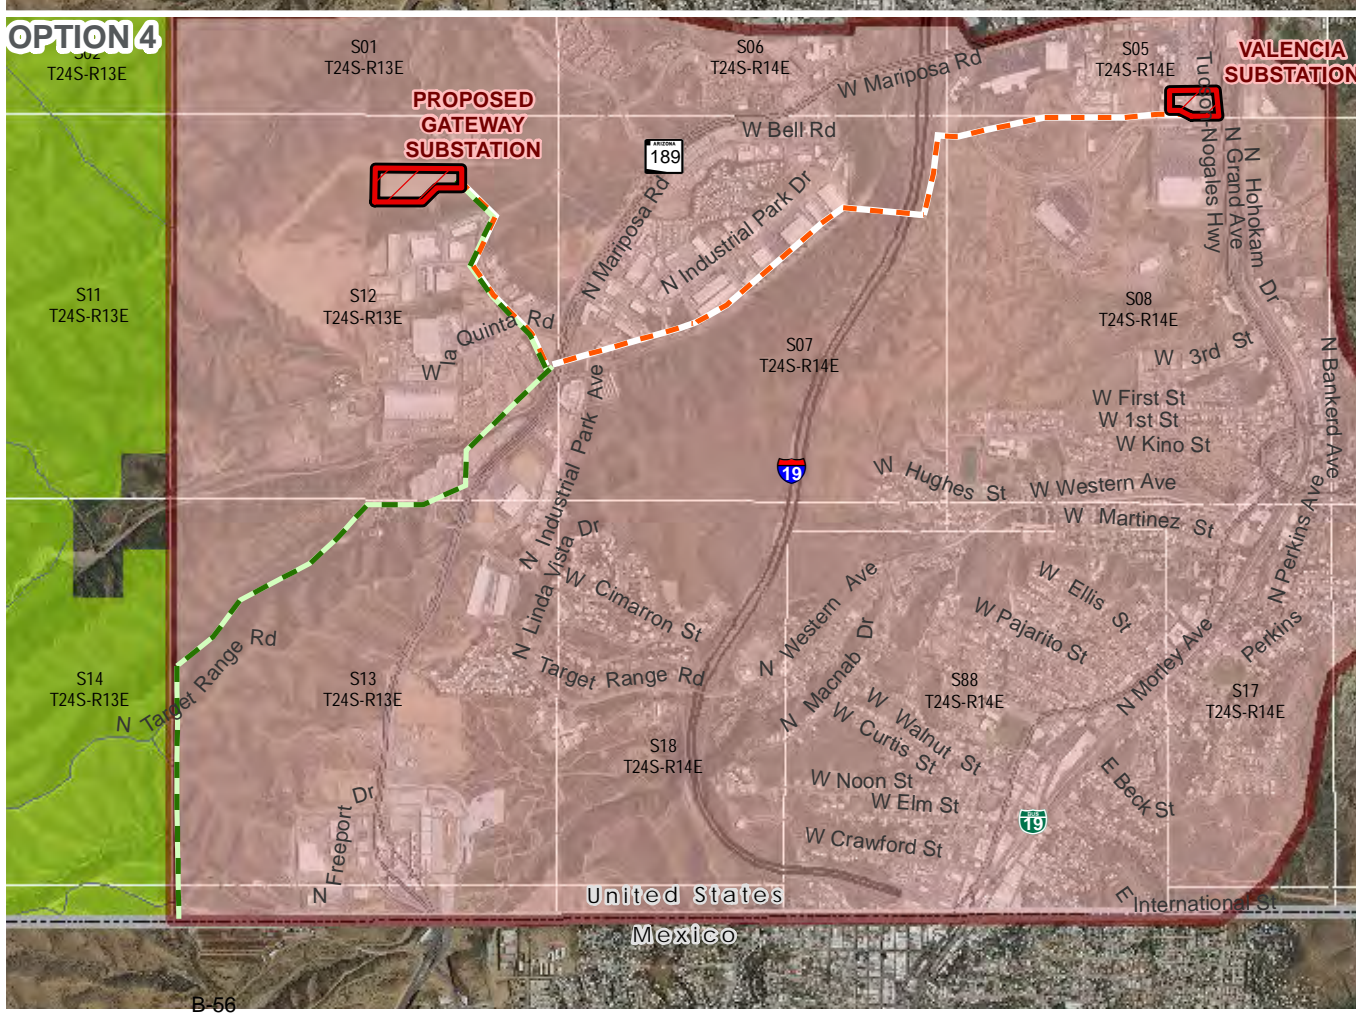 OPTION 4
S02
T24S-R13E
S01
T24S-R13E
S06
T24S-R14E
S05
T24S-R14E
VALENCIA
SUBSTATION
PROPOSED
GATEWAY
SUBSTATION
W Mariposa Rd
W Bell Rd
ARIZONA
189
Tucson-Nogales Hwy
N Grand Ave
N Hohokam Dr
N Mariposa Rd
N Industrial Park Dr
S11
T24S-R13E
S12
T24S-R13E
W la Quinta Rd
S07
T24S-R14E
S08
T24S-R14E
W 3rd St
N Bankerd Ave
W First St
W 1st St
W Kino St
N Industrial Park Ave
19
W Hughes St
W Western Ave
W Martinez St
N Linda Vista Dr
W Cimarron St
N Western Ave
W Ellis St
W Pajarito St
N Perkins Ave
Perkins
N Target Range Rd
Target Range Rd
N Macnab Dr
N Morley Ave
S14
T24S-R13E
S13
T24S-R13E
S88
T24S-R14E
S17
T24S-R14E
W Walnut St
W Curtis St
S18
T24S-R14E
W Noon St
W Elm St
E Beck St
BUS
19
N Freeport Dr
W Crawford St
United States
E International St
Mexico
B-56